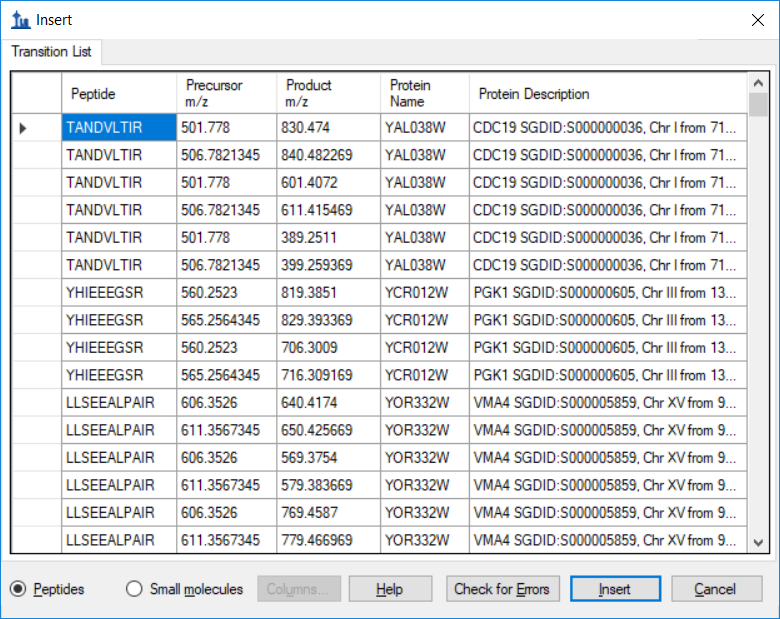 Insert
Transition List
Peptide Precursor m/z Product m/z Protein Name Protein Description
TANDVLTIR 501.778 830.474 YAL038W CDC19 SGDID:S000000036, Chr I from 71...
TANDVLTIR 506.7821345 840.482269 YAL038W CDC19 SGDID:S000000036, Chr I from 71...
TANDVLTIR 501.778 601.4072 YAL038W CDC19 SGDID:S000000036, Chr I from 71...
TANDVLTIR 506.7821345 611.415469 YAL038W CDC19 SGDID:S000000036, Chr I from 71...
TANDVLTIR 501.778 389.2511 YAL038W CDC19 SGDID:S000000036, Chr I from 71...
TANDVLTIR 506.7821345 399.259369 YAL038W CDC19 SGDID:S000000036, Chr I from 71...
YHIEEEGSR 560.2523 819.3851 YCR012W PGK1 SGDID:S000000605, Chr III from 13...
YHIEEEGSR 565.2564345 829.393369 YCR012W PGK1 SGDID:S000000605, Chr III from 13...
YHIEEEGSR 560.2523 706.3009 YCR012W PGK1 SGDID:S000000605, Chr III from 13...
YHIEEEGSR 565.2564345 716.309169 YCR012W PGK1 SGDID:S000000605, Chr III from 13...
LLSEEALPAIR 606.3526 640.4174 YOR332W VMA4 SGDID:S000005859, Chr XV from 9...
LLSEEALPAIR 611.3567345 650.425669 YOR332W VMA4 SGDID:S000005859, Chr XV from 9...
LLSEEALPAIR 606.3526 569.3754 YOR332W VMA4 SGDID:S000005859, Chr XV from 9...
LLSEEALPAIR 611.3567345 579.383669 YOR332W VMA4 SGDID:S000005859, Chr XV from 9...
LLSEEALPAIR 606.3526 769.4587 YOR332W VMA4 SGDID:S000005859, Chr XV from 9...
LLSEEALPAIR 611.3567345 779.466969 YOR332W VMA4 SGDID:S000005859, Chr XV from 9...
Peptides Small molecules Columns... Help Check for Errors Insert Cancel